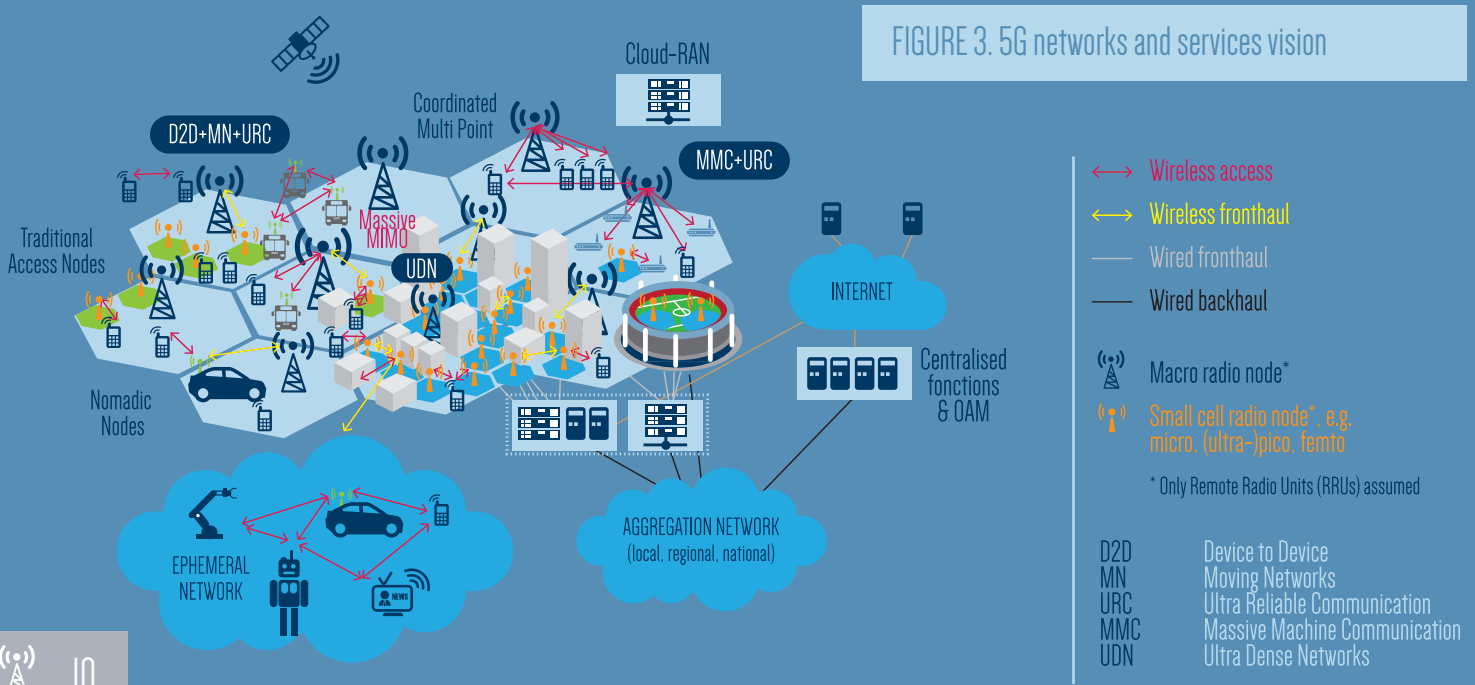 FIGURE 3. 5G networks and services vision
Cloud-RAN
Coordinated
Multi Point
D2D+MN+URC
MMC+URC
Massive
MIMO
Traditional
Access Nodes
UDN
INTERNET
Nomadic
Nodes
Centralised
fonctions
& OAM
AGGREGATION NETWORK
(local, regional, national)
EPHEMERAL
NETWORK
NEWS
Wireless access
Wireless fronthaul
Wired fronthaul
Wired backhaul
Macro radio node*
Small cell radio node*, e.g.
micro, (ultra-)pico, femto
* Only Remote Radio Units (RRUs) assumed
D2D Device to Device
MN Moving Networks
URC Ultra Reliable Communication
MMC Massive Machine Communication
UDN Ultra Dense Networks